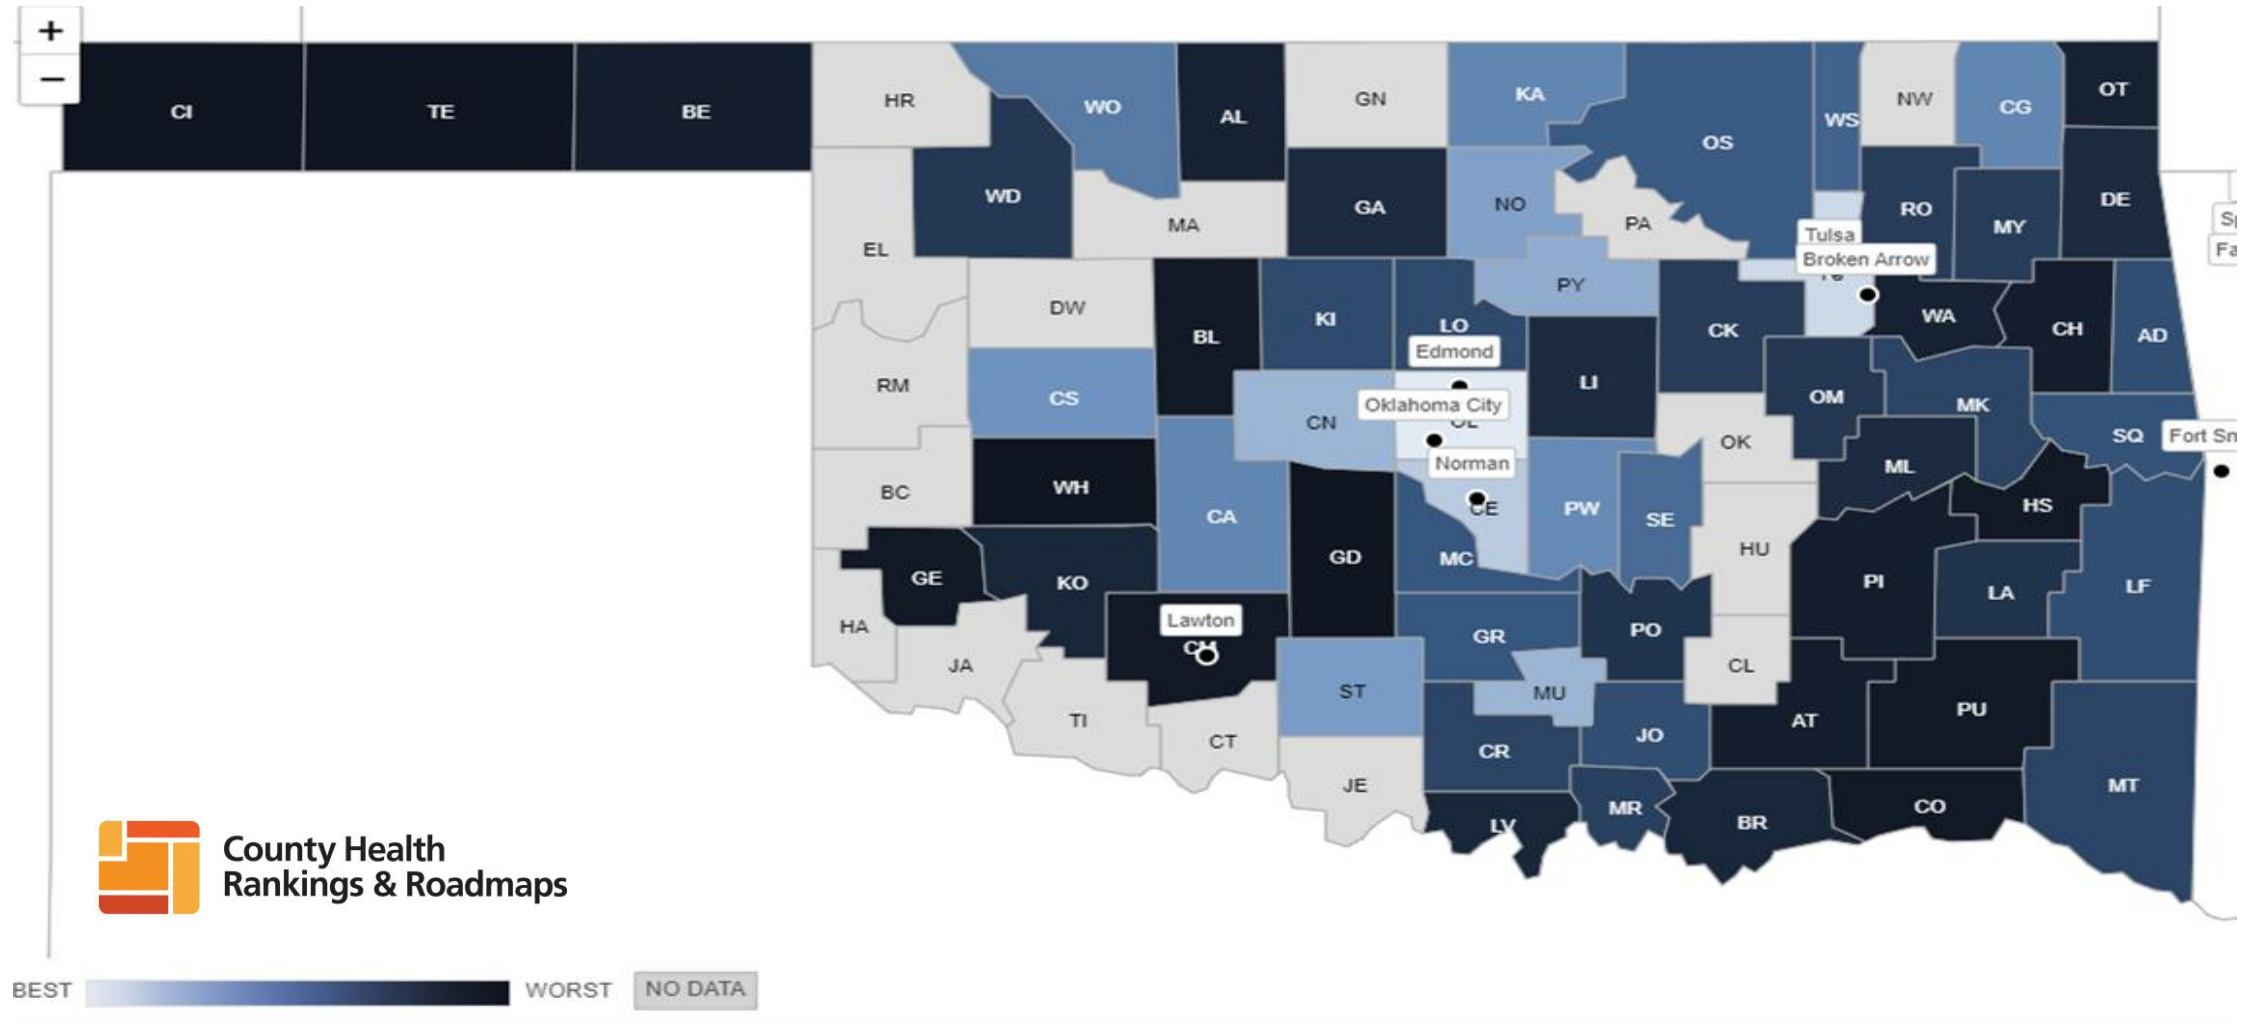 +
−
CI
TE
BE
HR
WO
AL
GN
KA
OS
WS
NW
CG
OT
WD
MA
GA
NO
PA
RO
MY
DE
Tulsa
Broken Arrow
EL
DW
BL
KI
LO
PY
CK
WA
CH
AD
Edmond
RM
CS
CN
Oklahoma City
LI
OM
MK
SQ
Fort Sm
Norman
OK
ML
BC
WH
CA
GD
CE
PW
SE
HU
HS
MC
GE
KO
PI
LA
LF
HA
JA
Lawton
CM
GR
PO
CL
ST
MU
TI
CT
JE
CR
JO
AT
PU
MT
LV
MR
BR
CO
County Health
Rankings & Roadmaps
BEST
WORST
NO DATA